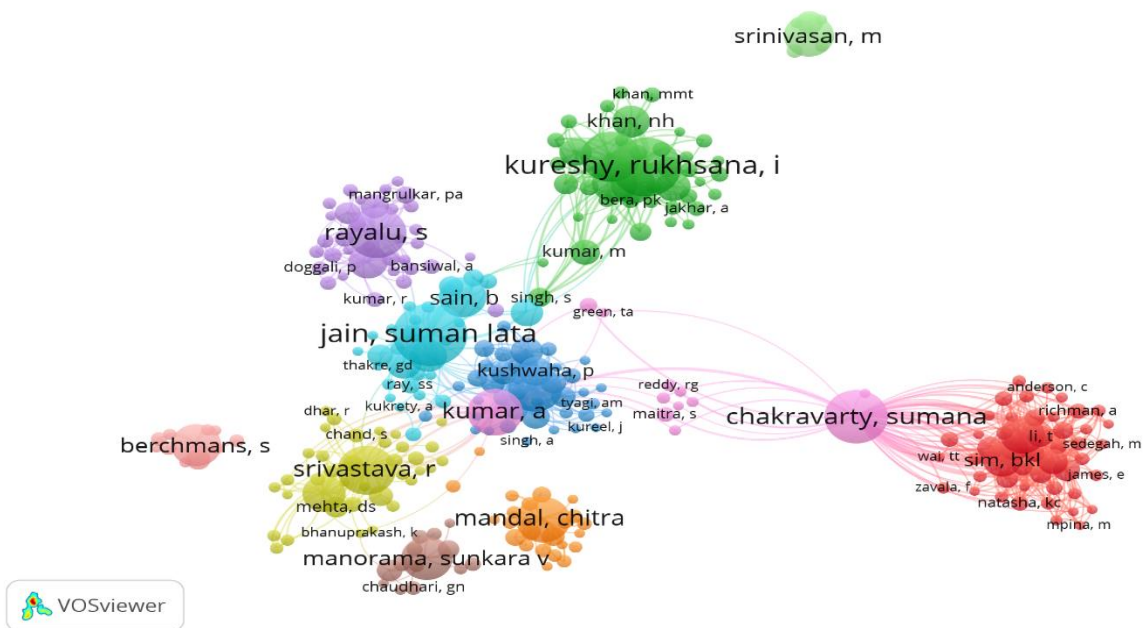 srinivasan, m
khan, mmt
khan, nh
kureshy, rukhsana, i
bera, pk
jakhar, a
mangrulkar, pa
rayalu, s
doggali, p
bansiwal, a
kumar, m
kumar, r
sain, b
singh, s
green, ta
jain, suman lata
thakre, gd
kushwaha, p
ray, ss
reddy, rg
anderson, c
kukrety, a
tyagi, am
dhar, r
kumar, a
maitra, s
chakravarty, sumana
richman, a
kureel, j
chand, s
singh, a
li, t
sedegah, m
berchmans, s
wai, tt
sim, bkl
srivastava, r
james, e
zavala, f
natasha, kc
mehta, ds
mpina, m
mandal, chitra
bhanuprakash, k
manorama, sunkara v
chaudhari, gn
VOSviewer